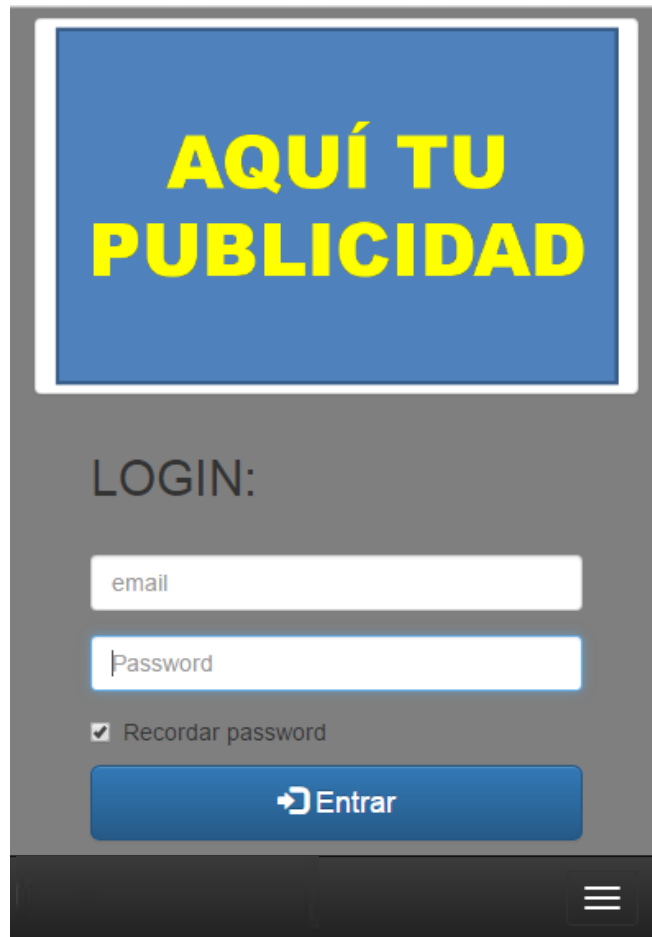 AQUÍ TU
PUBLICIDAD
LOGIN:
email
Password
Recordar password
Entrar